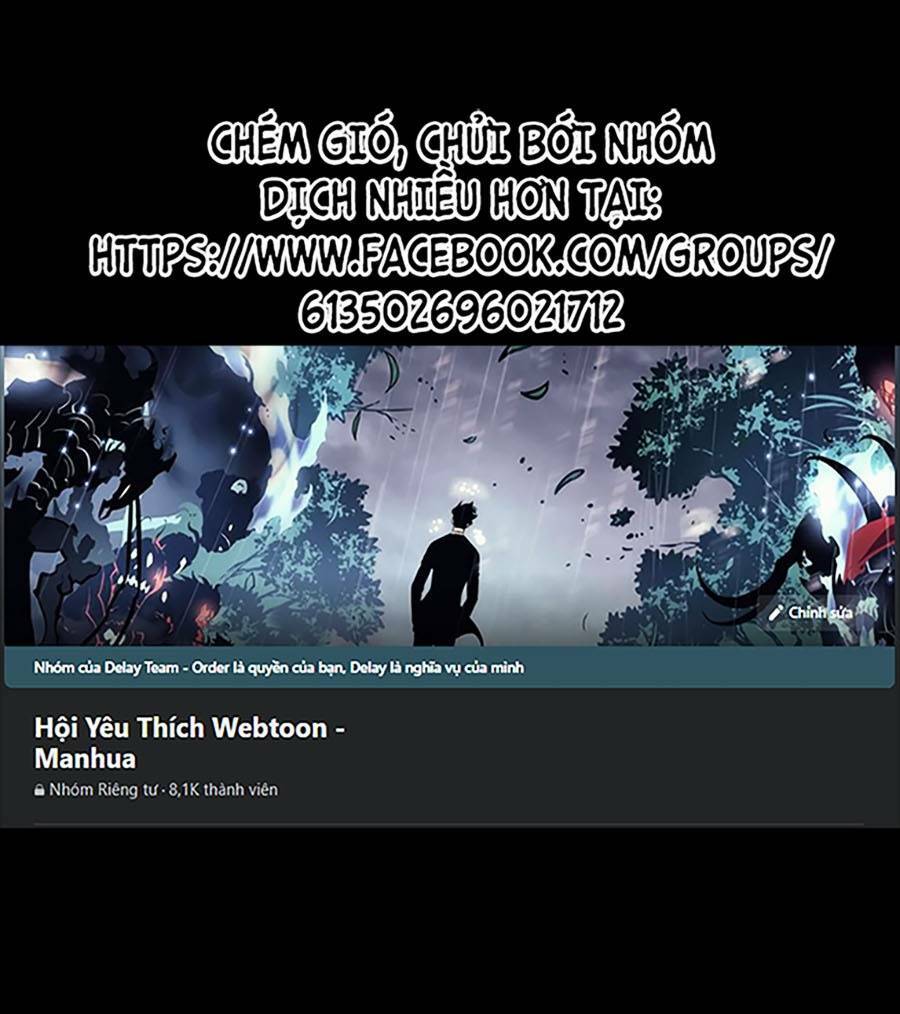 CHÉM GIÓ, CHỬI BỚI NHÓM
DỊCH NHIỀU HƠN TẠI:
HTTPS://WWW.FACEBOOK.COM/GROUPS/
613502696021712
Chỉnh sửa
Nhóm của Delay Team - Order là quyền của bạn, Delay là nghĩa vụ của mình
Hội Yêu Thích Webtoon -
Manhua
Nhóm Riêng tư · 8,1K thành viên